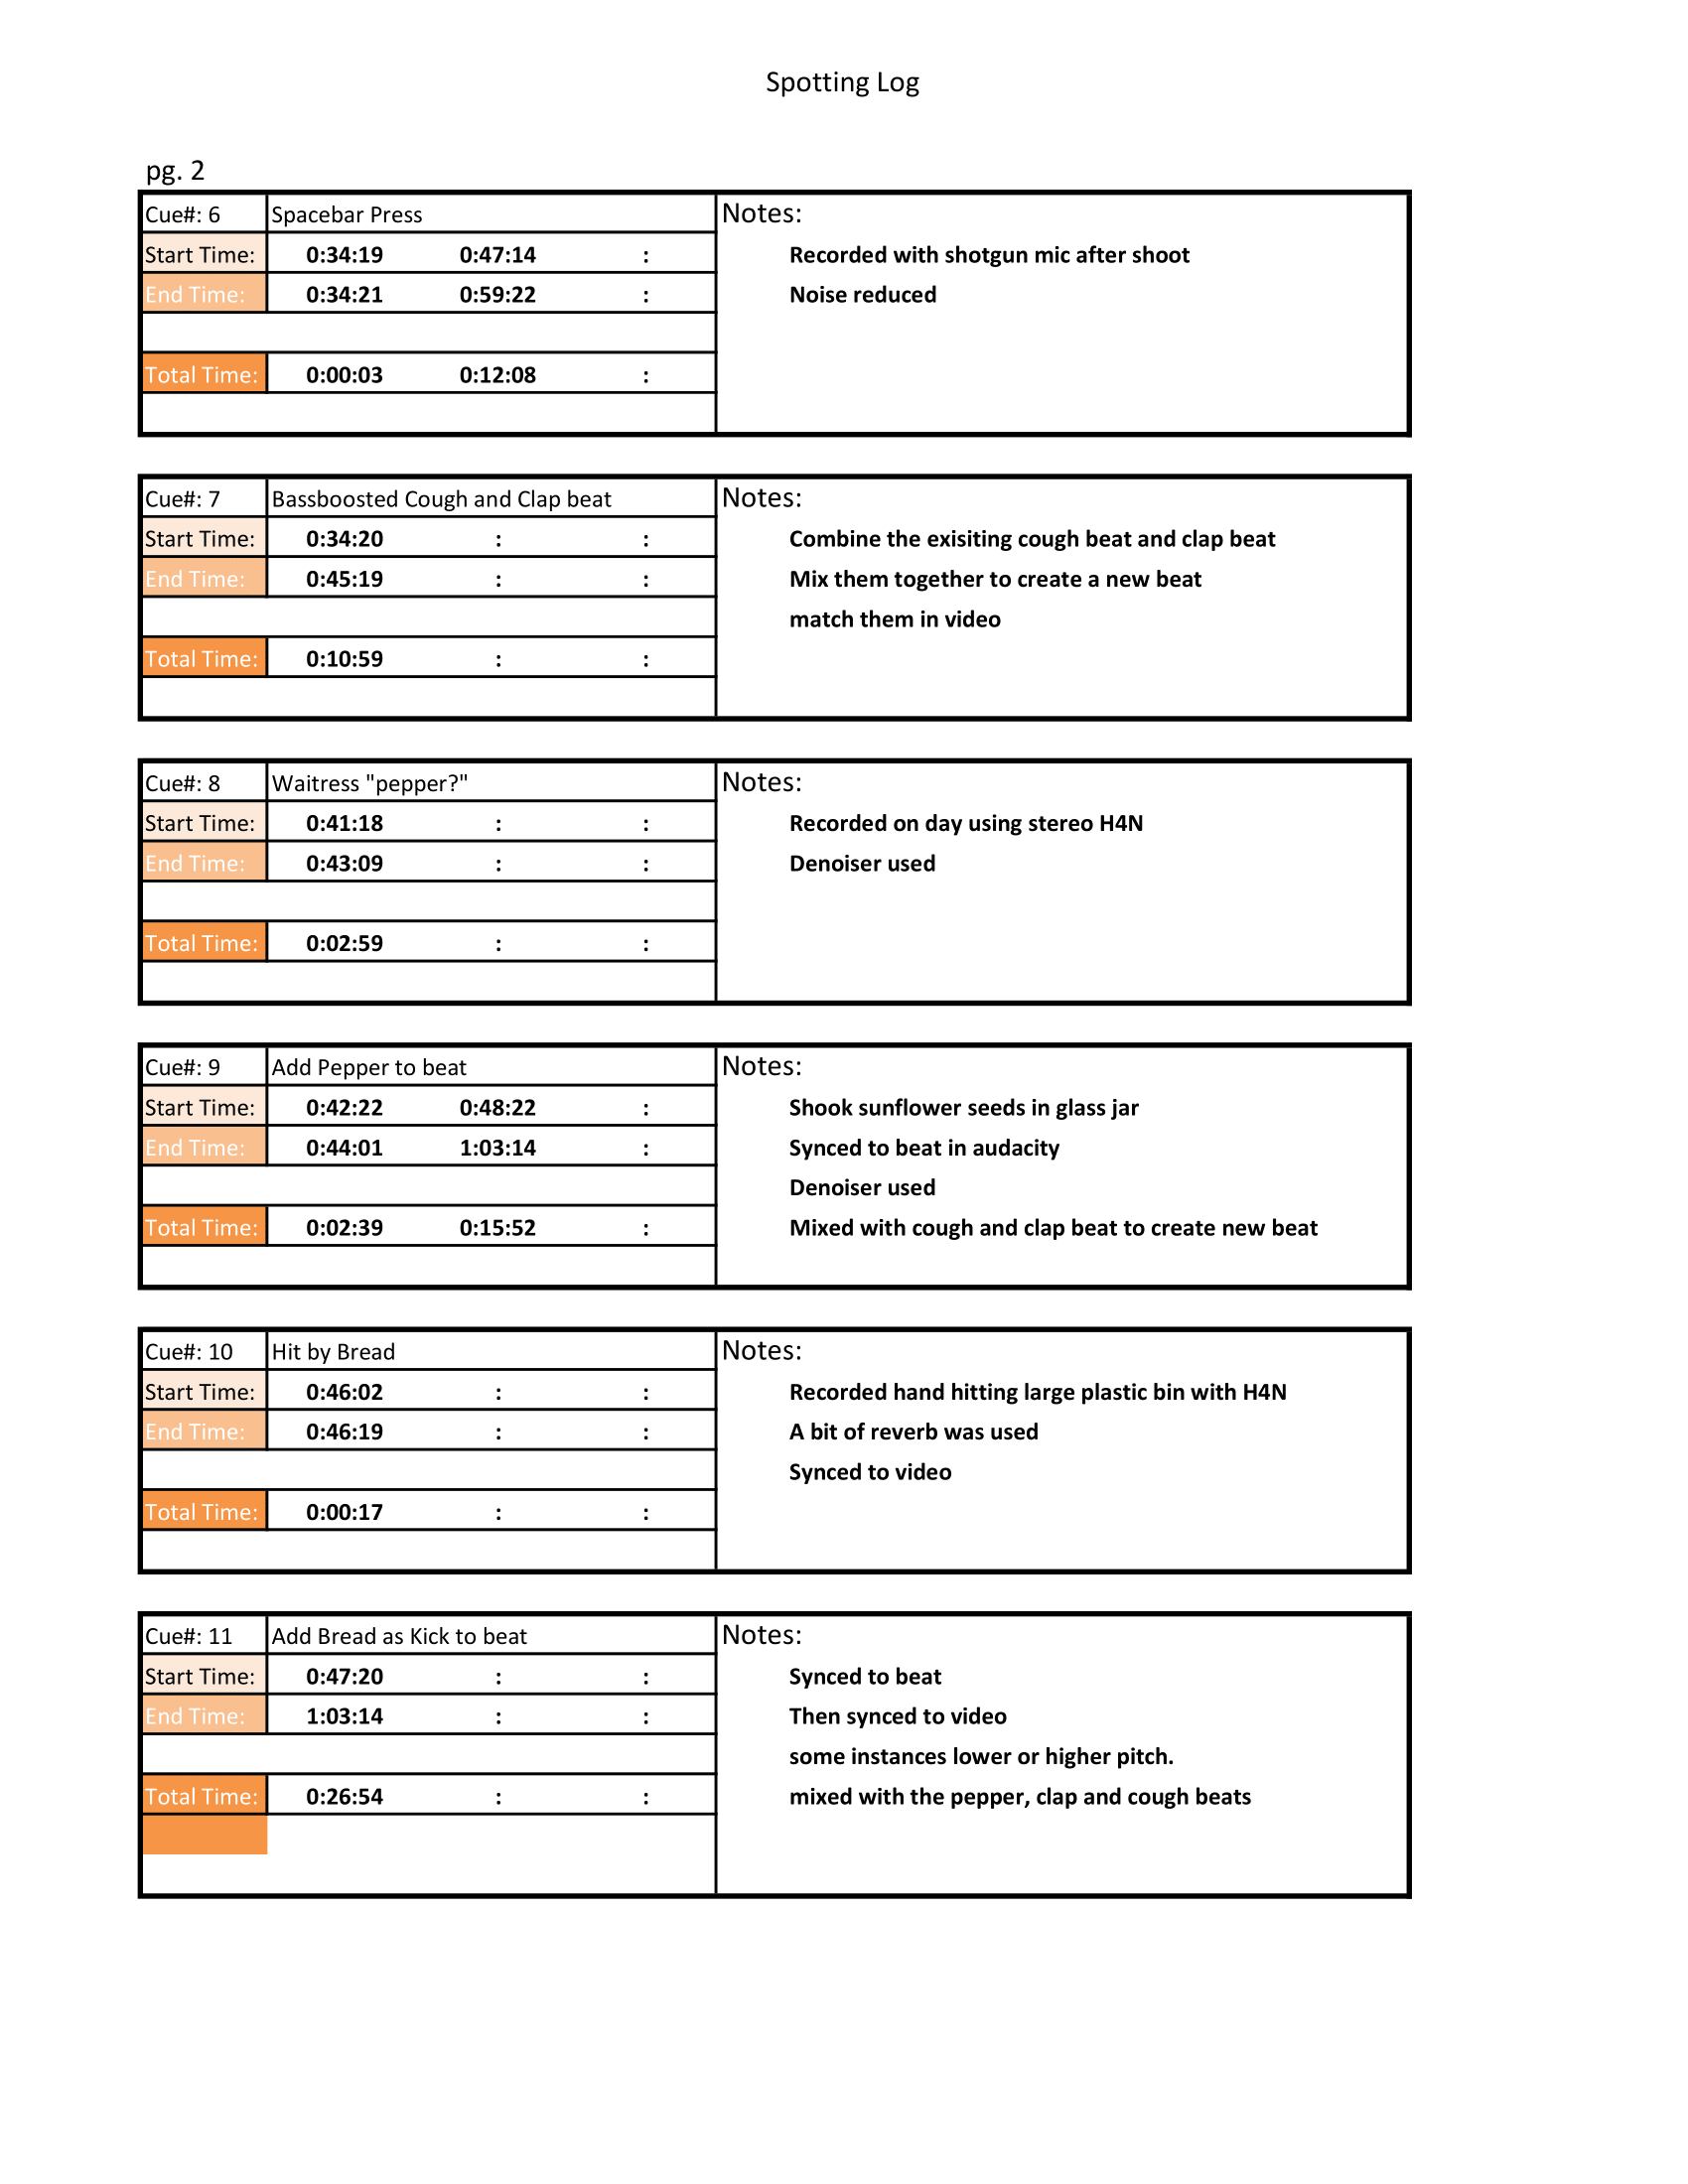 Spotting Log
pg. 2
Cue#: 6 Spacebar Press Notes:
Start Time: 0:34:19 0:47:14 : Recorded with shotgun mic after shoot
End Time: 0:34:21 0:59:22 : Noise reduced
Total Time: 0:00:03 0:12:08 :
Cue#: 7 Bassboosted Cough and Clap beat Notes:
Start Time: 0:34:20 : : Combine the exisiting cough beat and clap beat
End Time: 0:45:19 : : Mix them together to create a new beat
match them in video
Total Time: 0:10:59 : :
Cue#: 8 Waitress "pepper?" Notes:
Start Time: 0:41:18 : : Recorded on day using stereo H4N
End Time: 0:43:09 : : Denoiser used
Total Time: 0:02:59 : :
Cue#: 9 Add Pepper to beat Notes:
Start Time: 0:42:22 0:48:22 : Shook sunflower seeds in glass jar
End Time: 0:44:01 1:03:14 : Synced to beat in audacity
Denoiser used
Total Time: 0:02:39 0:15:52 : Mixed with cough and clap beat to create new beat
Cue#: 10 Hit by Bread Notes:
Start Time: 0:46:02 : : Recorded hand hitting large plastic bin with H4N
End Time: 0:46:19 : : A bit of reverb was used
Synced to video
Total Time: 0:00:17 : :
Cue#: 11 Add Bread as Kick to beat Notes:
Start Time: 0:47:20 : : Synced to beat
End Time: 1:03:14 : : Then synced to video
some instances lower or higher pitch.
Total Time: 0:26:54 : : mixed with the pepper, clap and cough beats